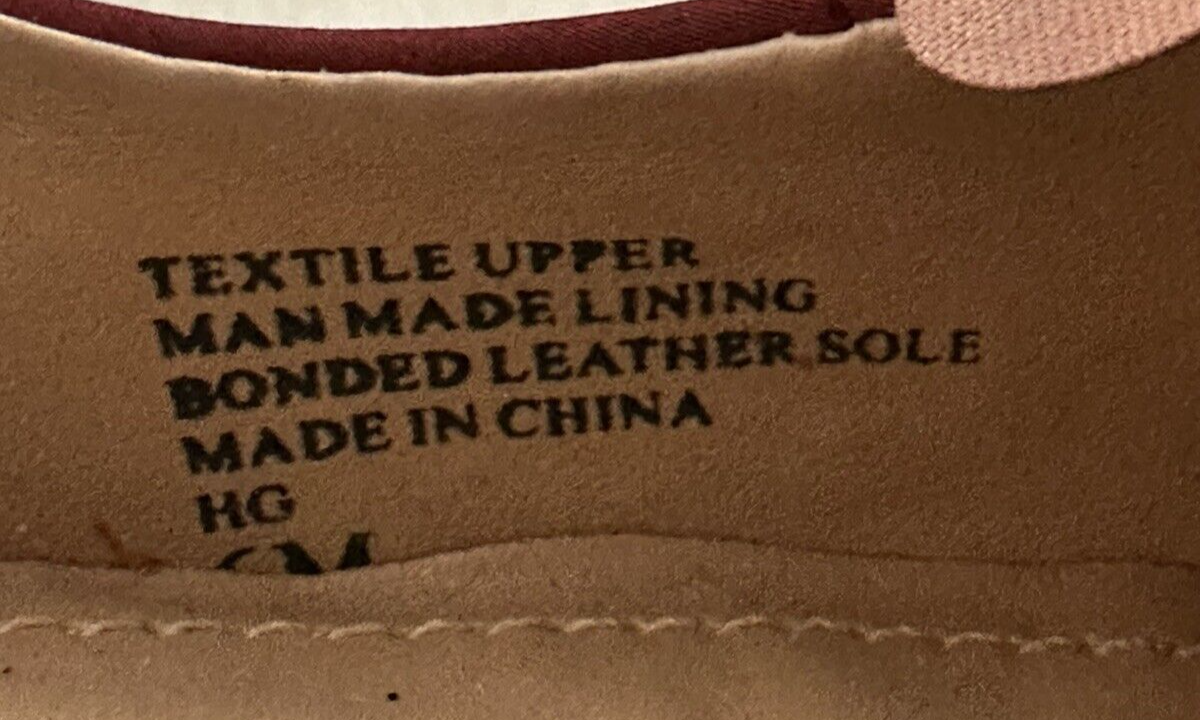 TEXTILE UPPER
MAN MADE LINING
BONDED LEATHER SOLE
MADE IN CHINA
HG